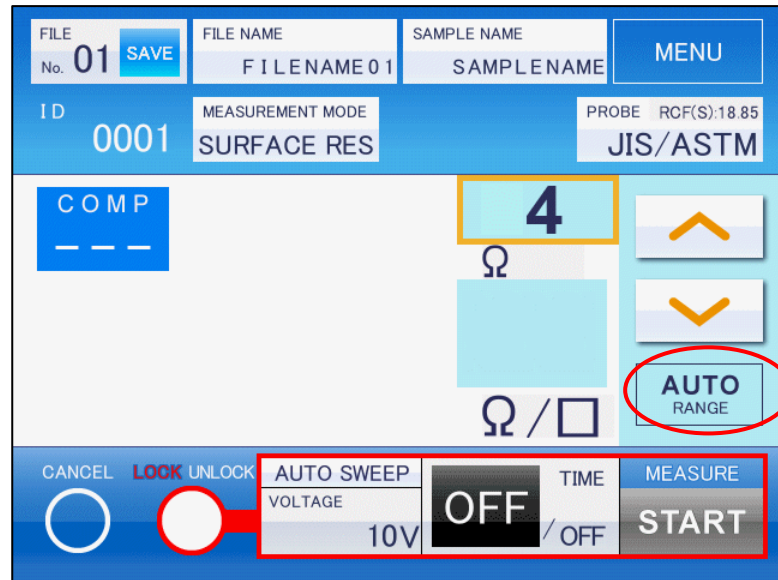 FILE
No. 01 SAVE
FILE NAME
FILENAME01
SAMPLE NAME
SAMPLENAME
MENU
ID
0001
MEASUREMENT MODE
SURFACE RES
PROBE RCF(S):18.85
JIS/ASTM
COMP
---
4
Ω
Ω/□
AUTO
RANGE
CANCEL LOCK UNLOCK
AUTO SWEEP
VOLTAGE
10V
OFF
TIME
/OFF
MEASURE
START